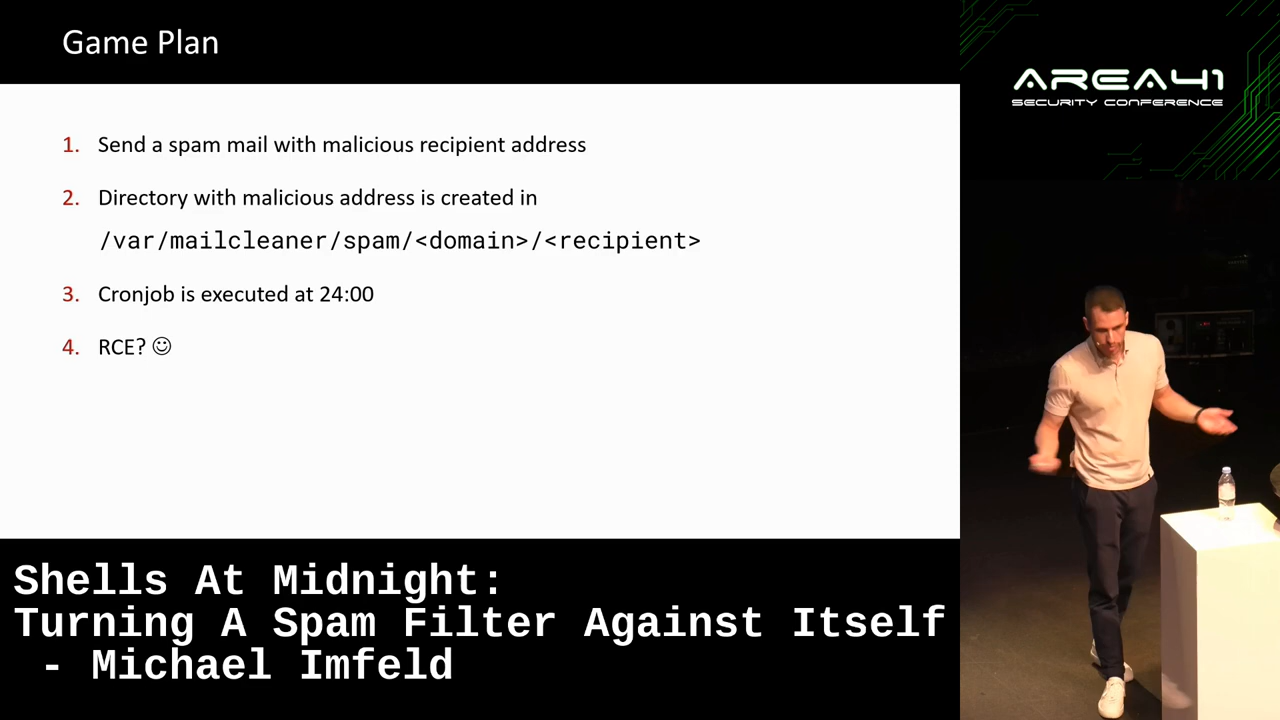 Game Plan
1. Send a spam mail with malicious recipient address
2. Directory with malicious address is created in
/var/mailcleaner/spam/<domain>/<recipient>
3. Cronjob is executed at 24:00
4. RCE? ☺
AREA41
SECURITY CONFERENCE
Shells At Midnight:
Turning A Spam Filter Against Itself
- Michael Imfeld